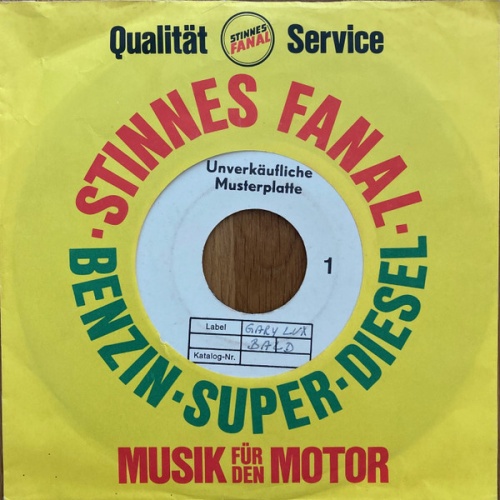 Qualität STINNES FANAL Service
·STINNES FANAL·
BENZIN·SUPER·DIESEL
Unverkäufliche
Musterplatte
1
Label GARY LUX
Katalog-Nr. BALD
MUSIK FÜR DEN MOTOR